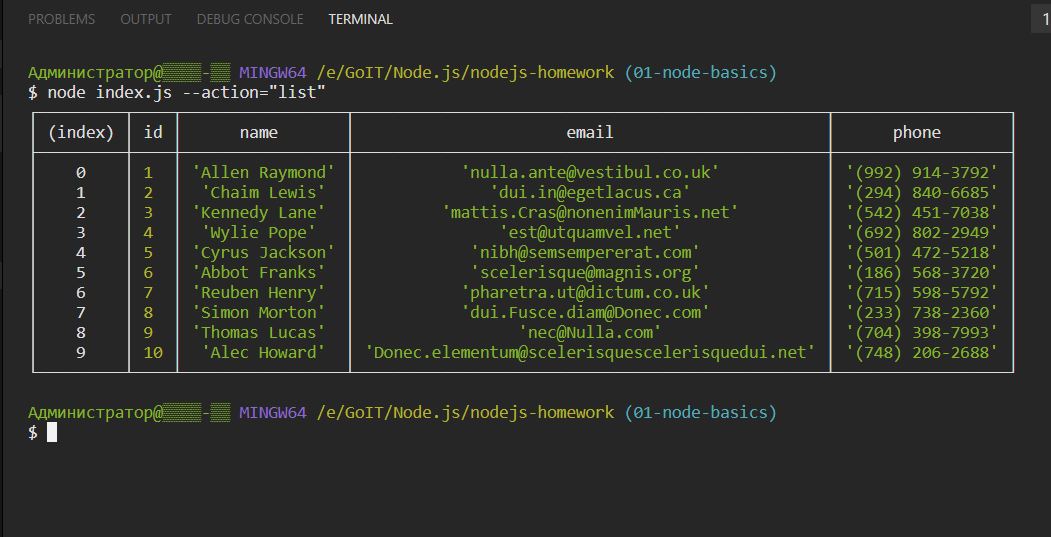 PROBLEMS OUTPUT DEBUG CONSOLE TERMINAL 1
Администратор@▒▒▒▒-▒▒ MINGW64 /e/GoIT/Node.js/nodejs-homework (01-node-basics)
$ node index.js --action="list"
(index) id name email phone
0 1 'Allen Raymond' 'nulla.ante@vestibul.co.uk' '(992) 914-3792'
1 2 'Chaim Lewis' 'dui.in@egetlacus.ca' '(294) 840-6685'
2 3 'Kennedy Lane' 'mattis.Cras@nonenimMauris.net' '(542) 451-7038'
3 4 'Wylie Pope' 'est@utquamvel.net' '(692) 802-2949'
4 5 'Cyrus Jackson' 'nibh@semsempererat.com' '(501) 472-5218'
5 6 'Abbot Franks' 'scelerisque@magnis.org' '(186) 568-3720'
6 7 'Reuben Henry' 'pharetra.ut@dictum.co.uk' '(715) 598-5792'
7 8 'Simon Morton' 'dui.Fusce.diam@Donec.com' '(233) 738-2360'
8 9 'Thomas Lucas' 'nec@Nulla.com' '(704) 398-7993'
9 10 'Alec Howard' 'Donec.elementum@scelerisquescelerisquedui.net' '(748) 206-2688'
Администратор@▒▒▒▒-▒▒ MINGW64 /e/GoIT/Node.js/nodejs-homework (01-node-basics)
$